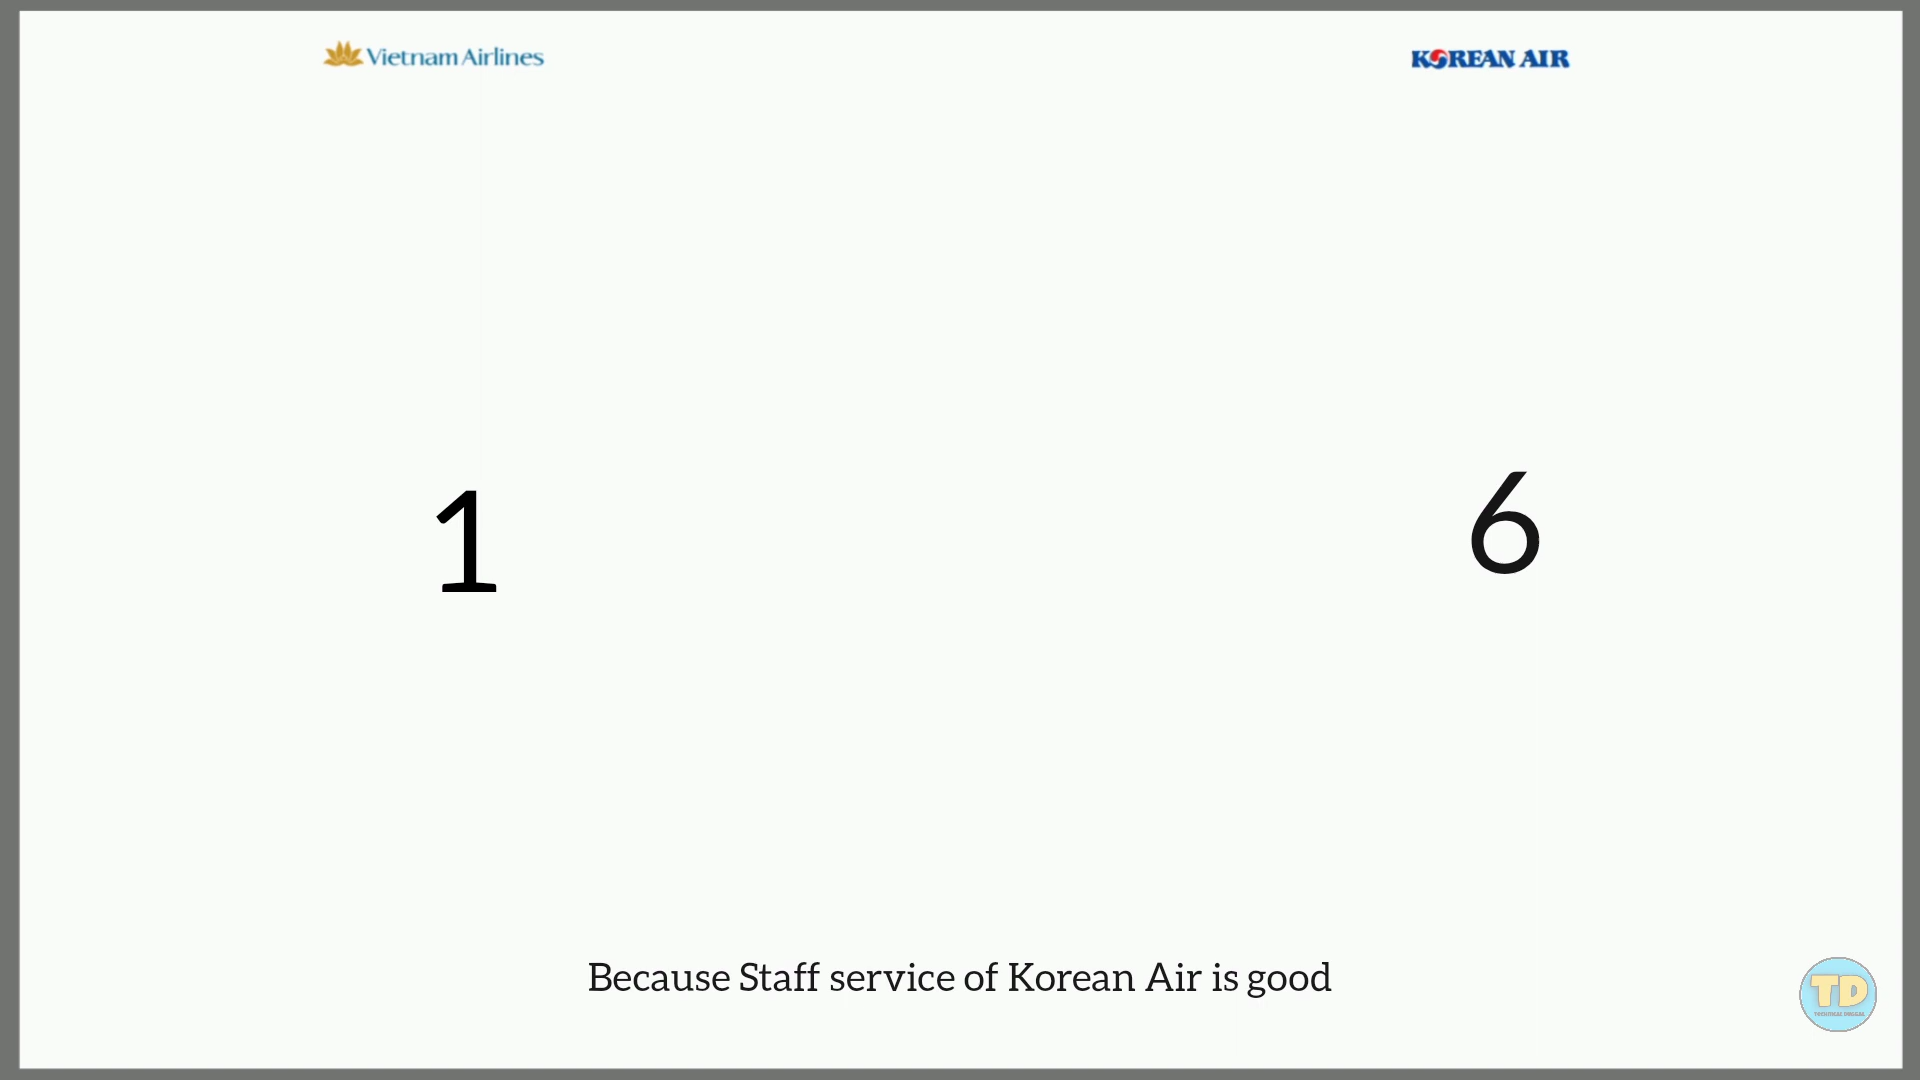 Vietnam Airlines
KOREAN AIR
1
6
Because Staff service of Korean Air is good
TD